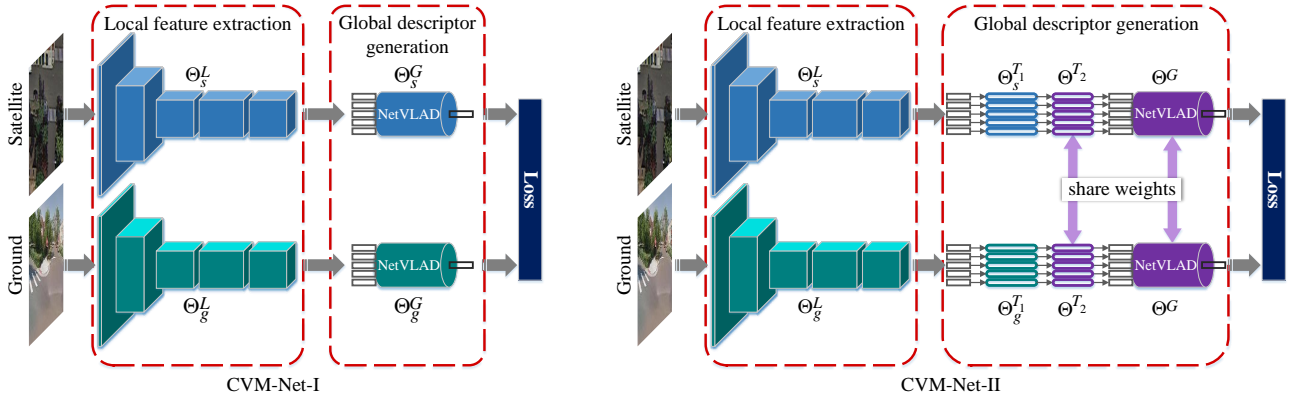 Local feature extraction
Global descriptor
generation
Satellite
Θ_s^L
Θ_s^G
NetVLAD
Loss
Ground
NetVLAD
Θ_g^L
Θ_g^G
CVM-Net-I
Local feature extraction
Global descriptor generation
Satellite
Θ_s^L
Θ_s^{T_1}
Θ^{T_2}
Θ^G
NetVLAD
share weights
Loss
Ground
NetVLAD
Θ_g^L
Θ_g^{T_1}
Θ^{T_2}
Θ^G
CVM-Net-II